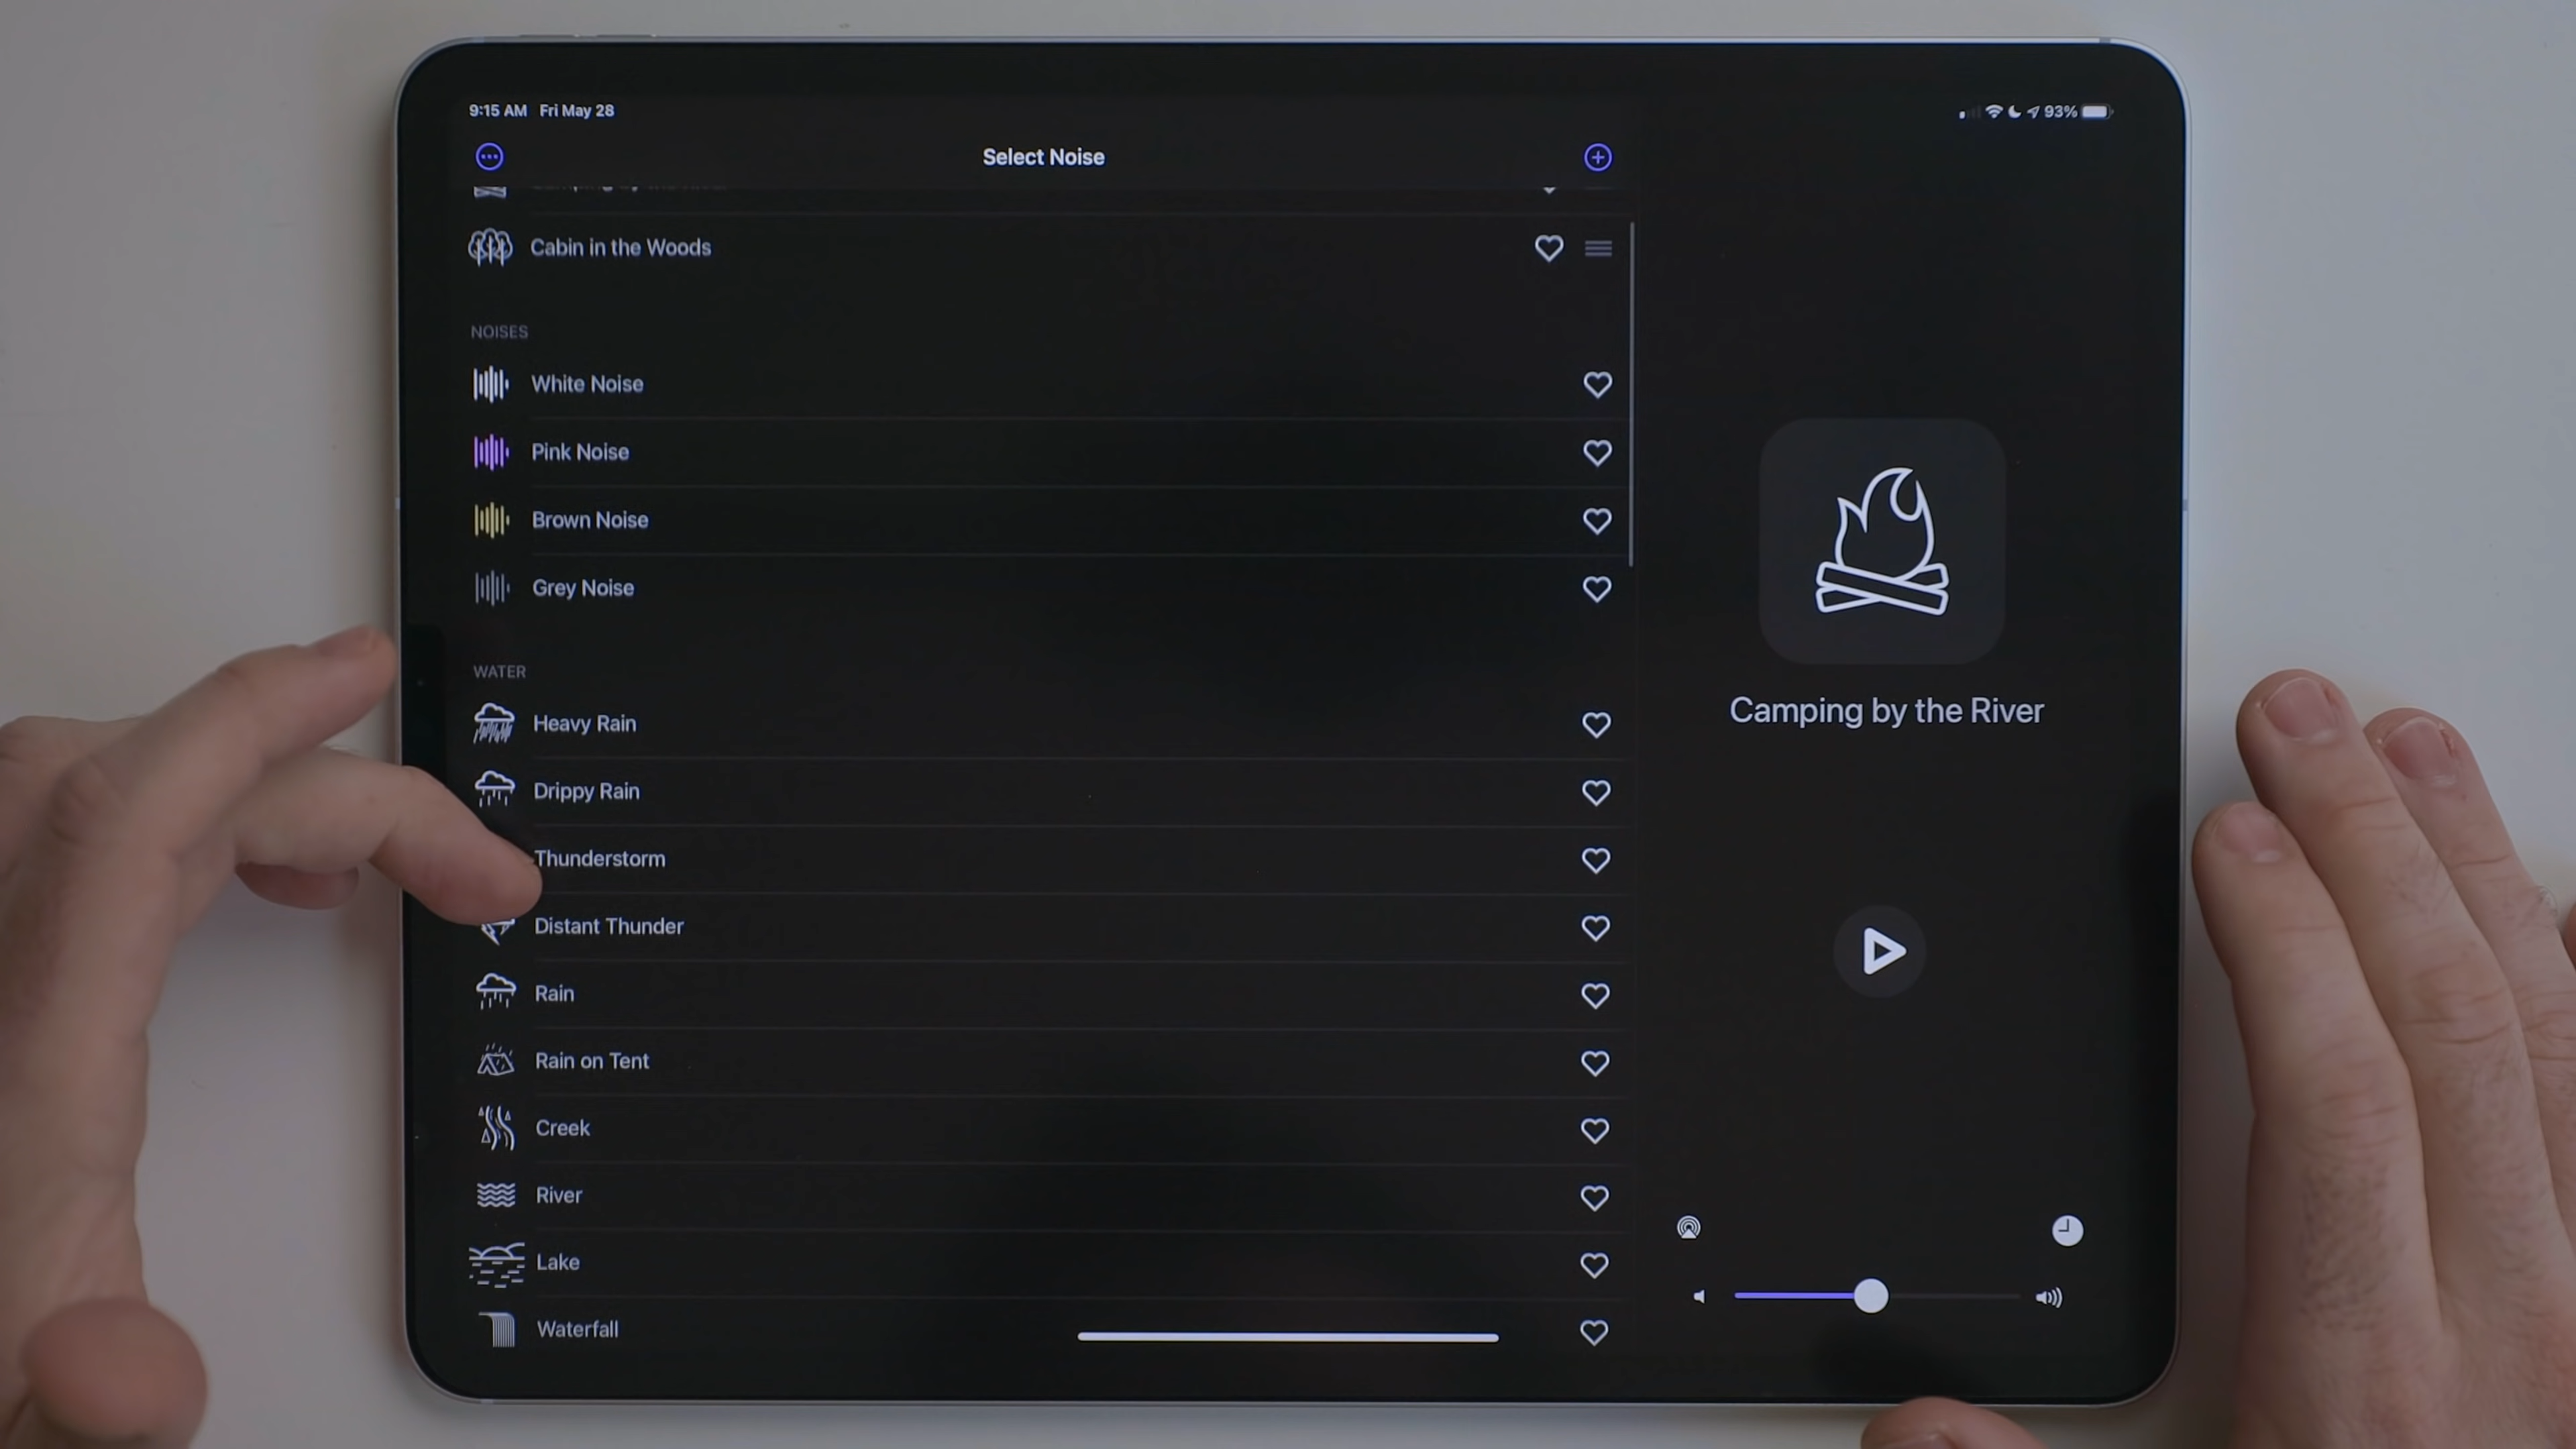 9:15 AM Fri May 28
93%
Select Noise
Cabin in the Woods
NOISES
White Noise
Pink Noise
Brown Noise
Grey Noise
WATER
Heavy Rain
Drippy Rain
Thunderstorm
Distant Thunder
Rain
Rain on Tent
Creek
River
Lake
Waterfall
Camping by the River